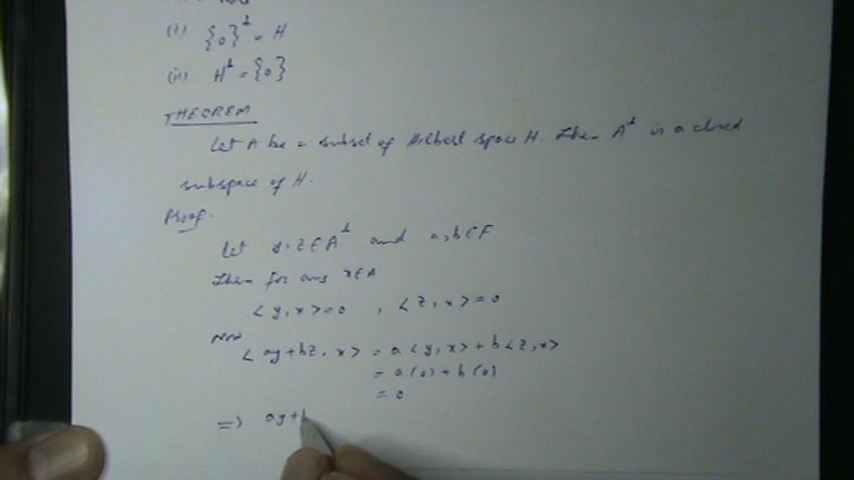 (i) {0}⊥ = H
(ii) H⊥ = {0}
THEOREM
Let A be a subset of Hilbert space H. Then A⊥ is a closed
subspace of H.
Proof.
Let y, z ∈ A⊥ and a, b ∈ F
Then for any x ∈ A
< y, x > = 0 , < z, x > = 0
Now
< ay + bz, x > = a < y, x > + b < z, x >
= a (0) + b (0)
= 0
=> ay +